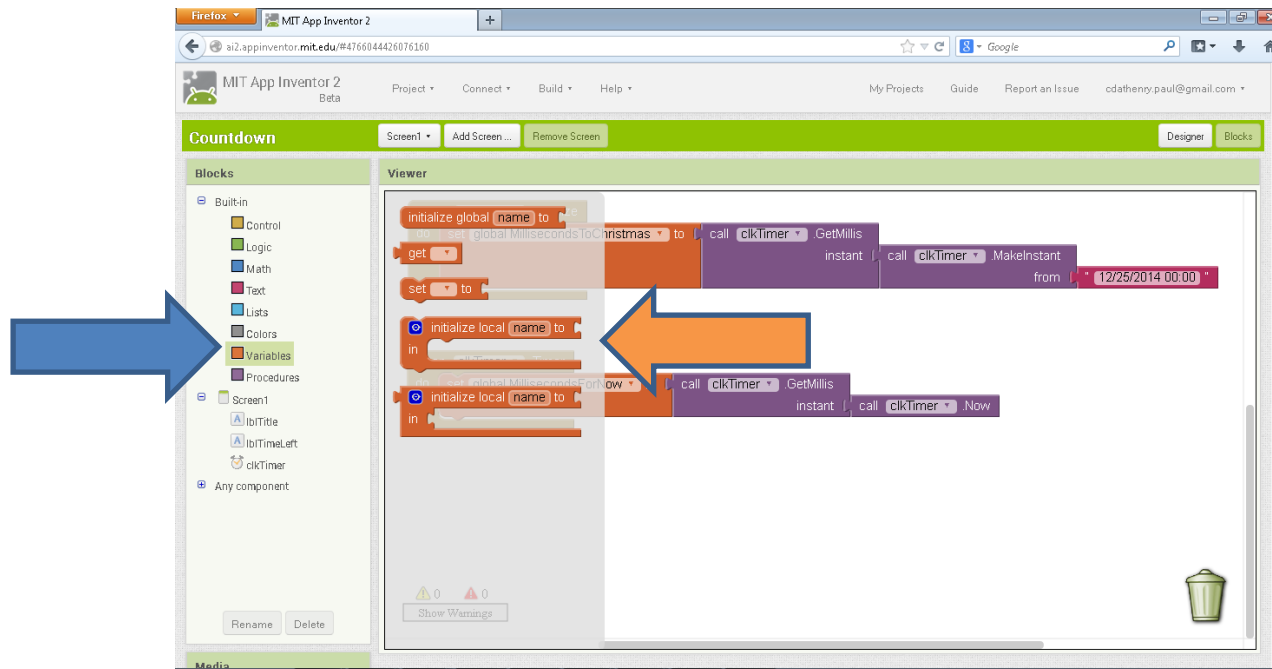 Firefox
MIT App Inventor 2
ai2.appinventor.mit.edu/#4766044426076160
Google
MIT App Inventor 2
Beta
Project Connect Build Help
My Projects Guide Report an Issue cdathenry.paul@gmail.com
Countdown
Screen1 Add Screen ... Remove Screen
Designer Blocks
Blocks
Viewer
Built-in
Control
Logic
Math
Text
Lists
Colors
Variables
Procedures
Screen1
lblTitle
lblTimeLeft
clkTimer
Any component
Rename Delete
Media
initialize global name to
do set global MillisecondsToChristmas to call clkTimer .GetMillis
get
instant call clkTimer .MakeInstant
from " 12/25/2014 00:00 "
set to
initialize local name to
in
do set global MillisecondsForNow call clkTimer .GetMillis
initialize local name to
instant call clkTimer .Now
in
0 0
Show Warnings